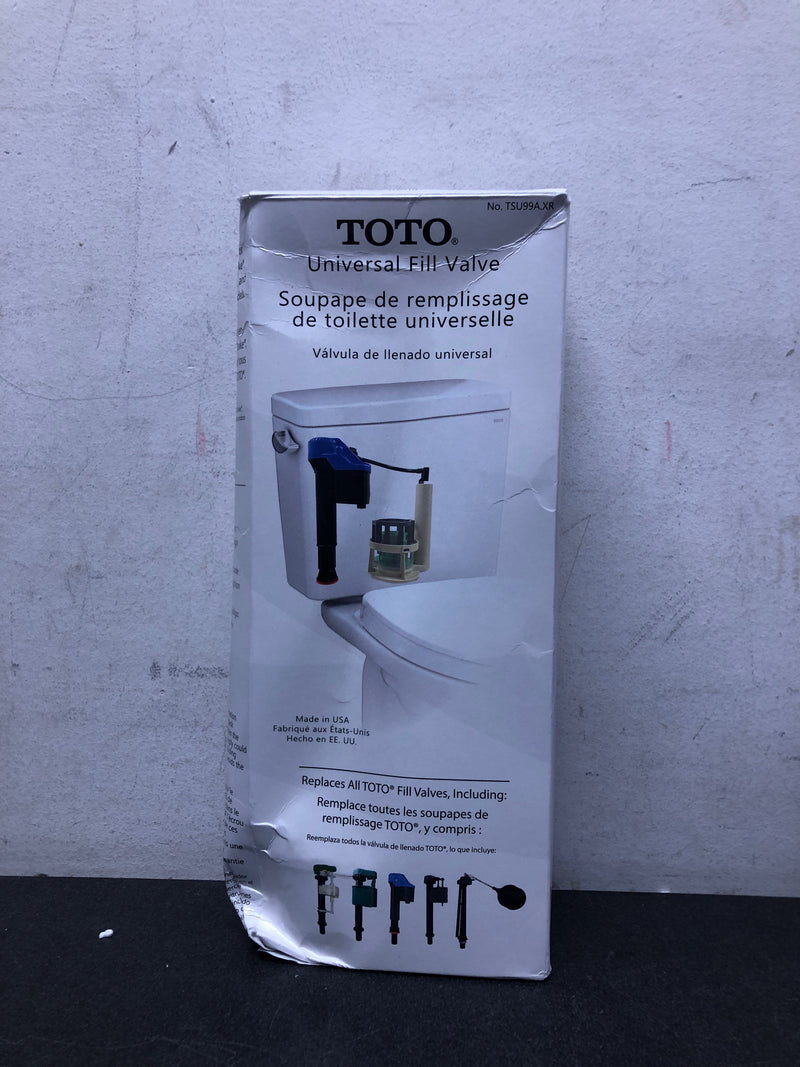 No. TSU99A.XR
TOTO®
Universal Fill Valve
Soupape de remplissage
de toilette universelle
Válvula de llenado universal
Made in USA
Fabriqué aux États-Unis
Hecho en EE. UU.
Replaces All TOTO® Fill Valves, Including:
Remplace toutes les soupapes de
remplissage TOTO®, y compris :
Reemplaza todos la válvula de llenado TOTO®, lo que incluye: